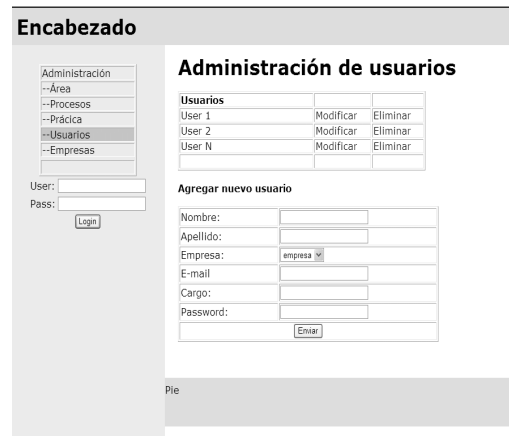 Encabezado
Administración
--Área
--Procesos
--Prácica
--Usuarios
--Empresas
User:
Pass:
Login
Administración de usuarios
Usuarios
User 1 Modificar Eliminar
User 2 Modificar Eliminar
User N Modificar Eliminar
Agregar nuevo usuario
Nombre:
Apellido:
Empresa: empresa
E-mail
Cargo:
Password:
Enviar
Pie